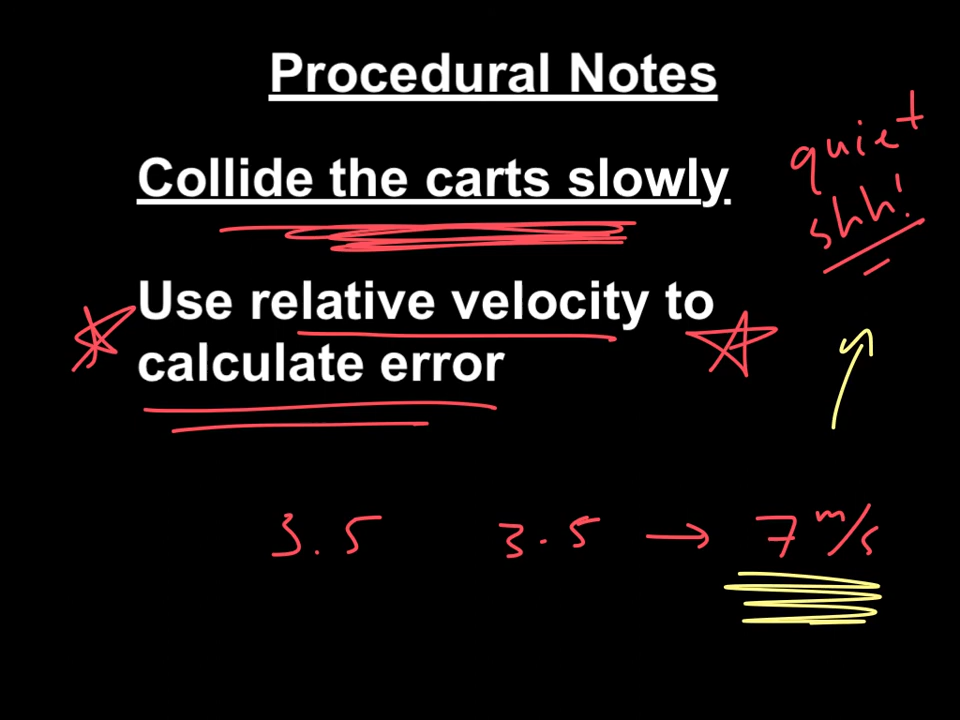 Procedural Notes
quiet
shh!
Collide the carts slowly
Use relative velocity to
calculate error
3.5 3.5 → 7 m/s